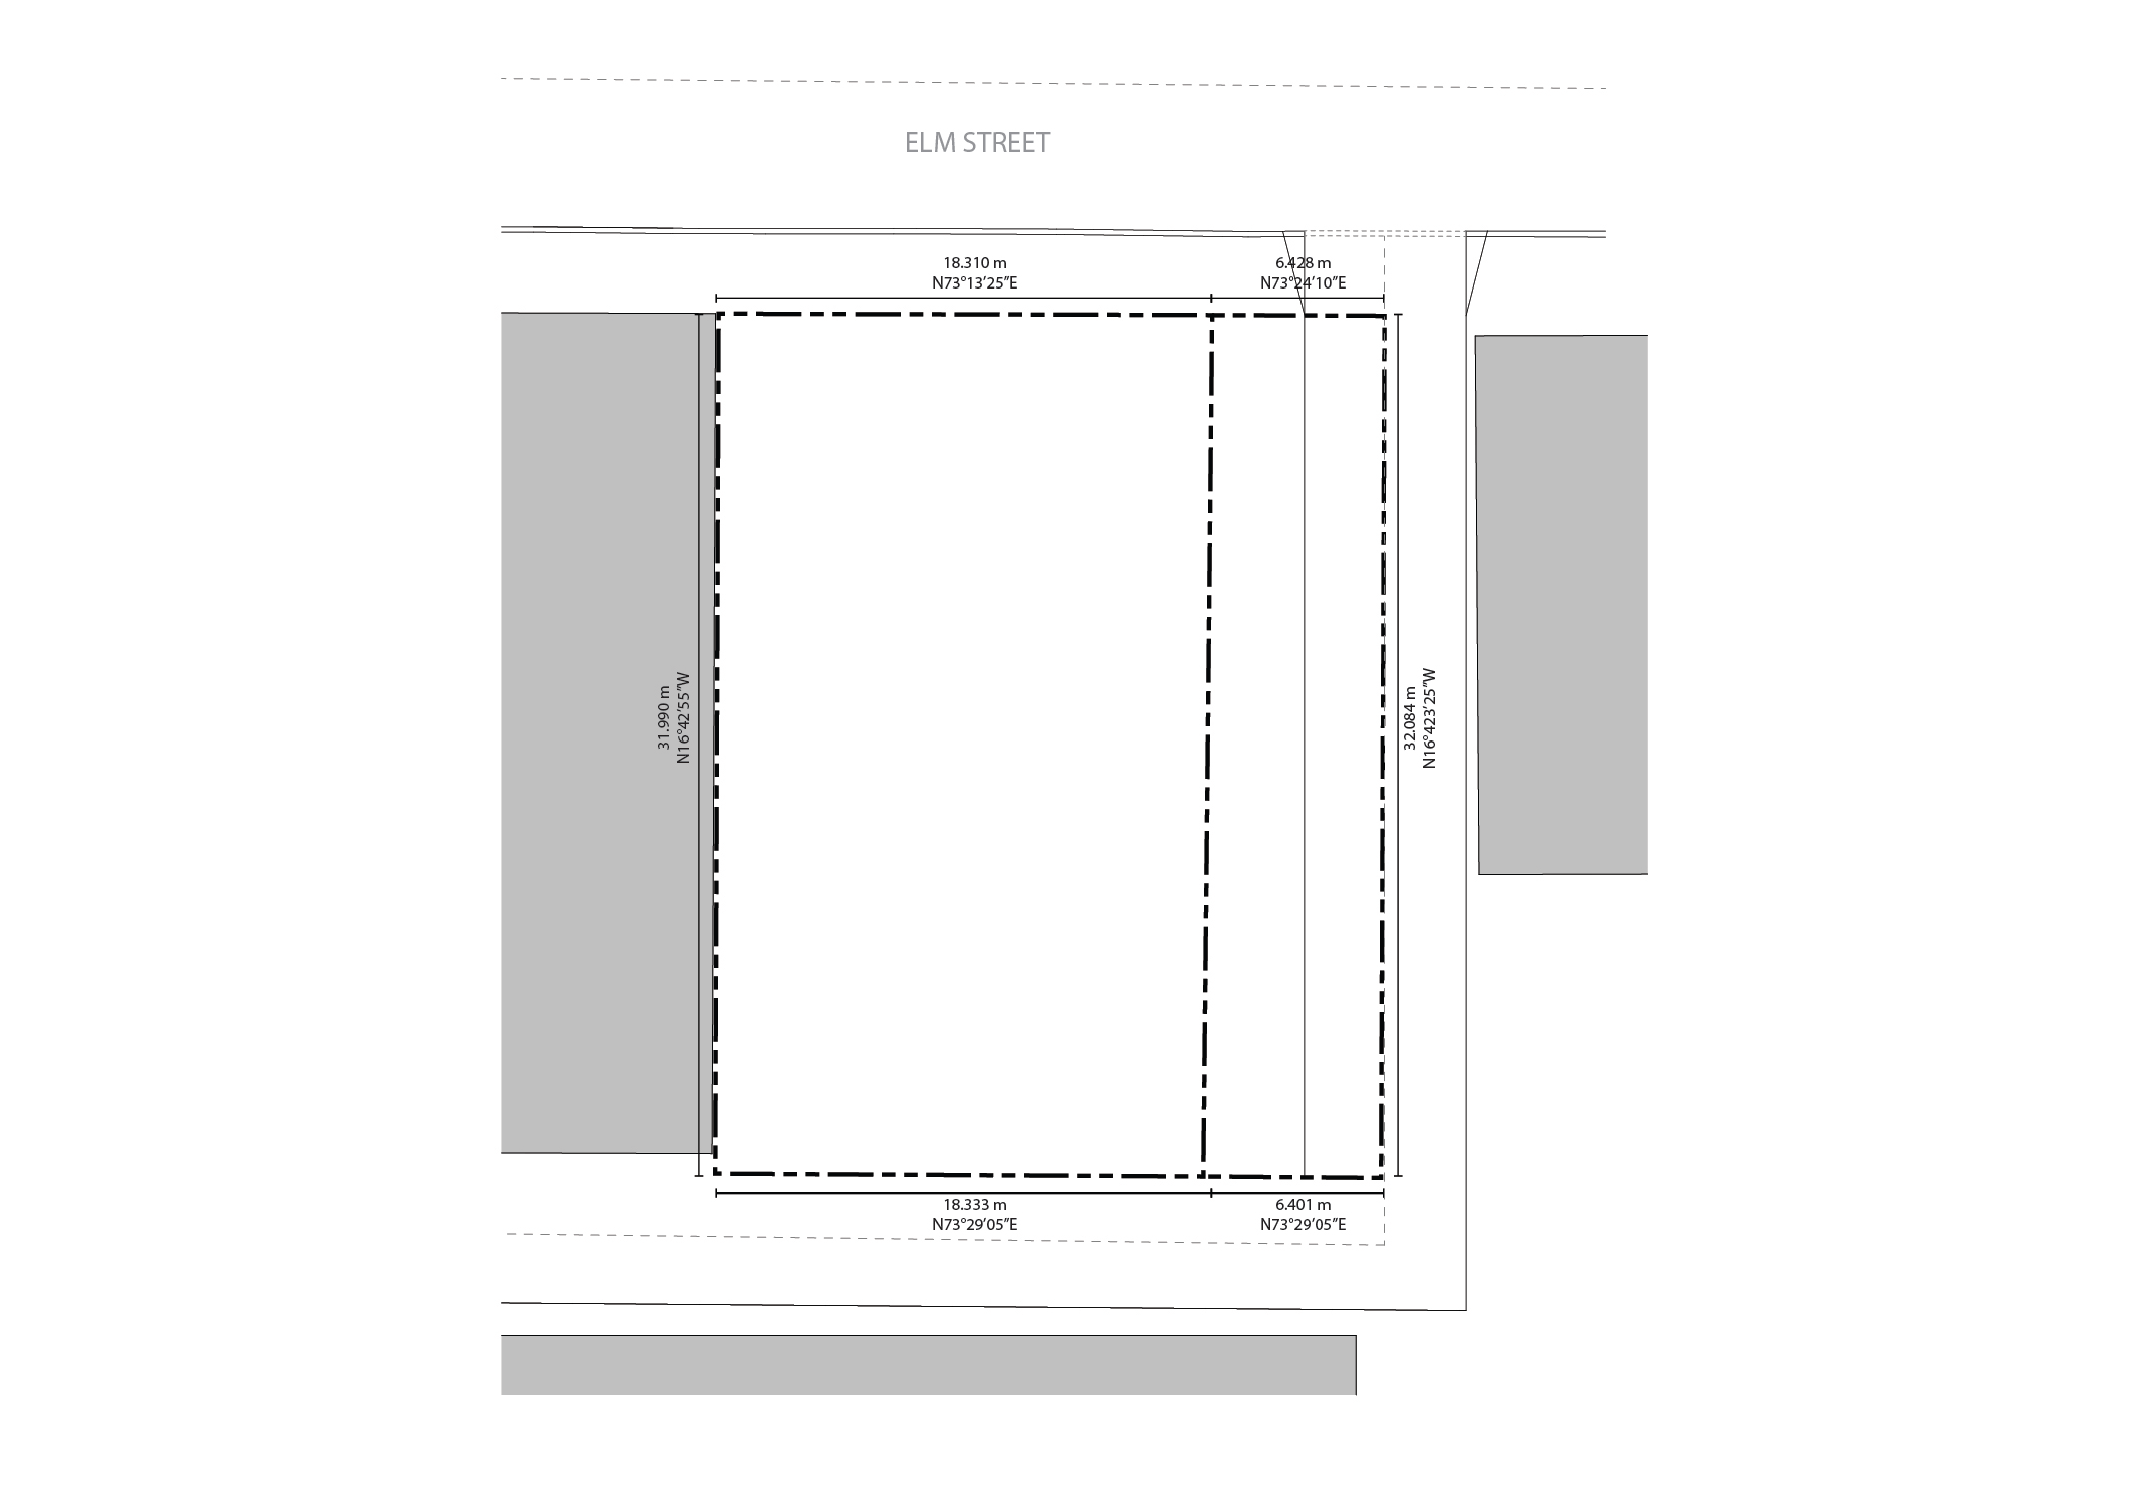 ELM STREET
18.310 m
N73°13’25”E
6.428 m
N73°24’10”E
31.990 m
N16°42’55”W
32.084 m
N16°423’25”W
18.333 m
N73°29’05”E
6.401 m
N73°29’05”E